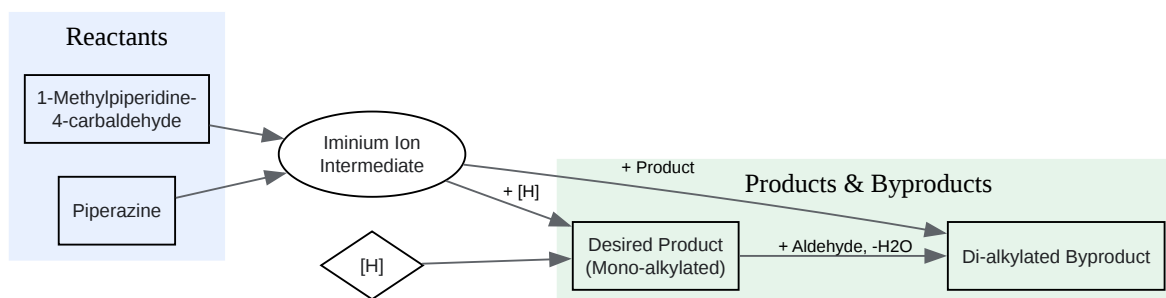 Reactants
1-Methylpiperidine-
4-carbaldehyde
Piperazine
Iminium Ion
Intermediate
+ Product
+ [H]
[H]
Products & Byproducts
Desired Product
(Mono-alkylated)
+ Aldehyde, -H2O
Di-alkylated Byproduct